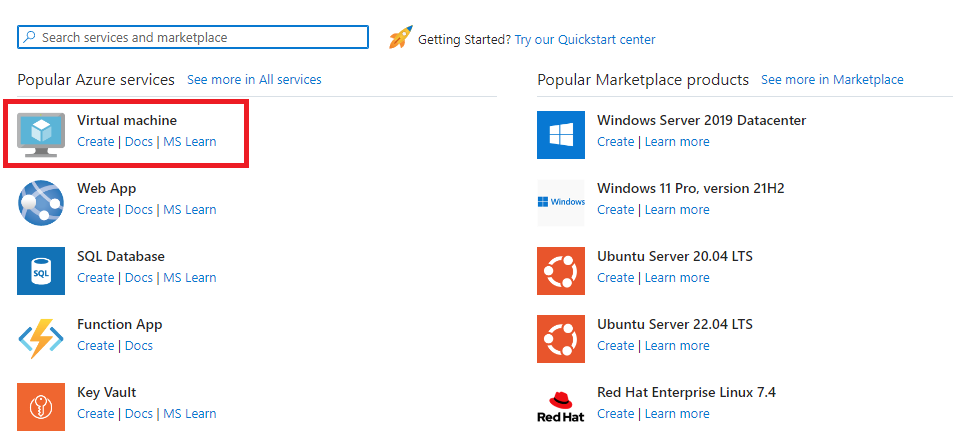 Search services and marketplace
Getting Started? Try our Quickstart center
Popular Azure services See more in All services
Virtual machine
Create | Docs | MS Learn
Web App
Create | Docs | MS Learn
SQL
SQL Database
Create | Docs | MS Learn
Function App
Create | Docs
Key Vault
Create | Docs | MS Learn
Popular Marketplace products See more in Marketplace
Windows Server 2019 Datacenter
Create | Learn more
Windows
Windows 11 Pro, version 21H2
Create | Learn more
Ubuntu Server 20.04 LTS
Create | Learn more
Ubuntu Server 22.04 LTS
Create | Learn more
Red Hat
Red Hat Enterprise Linux 7.4
Create | Learn more